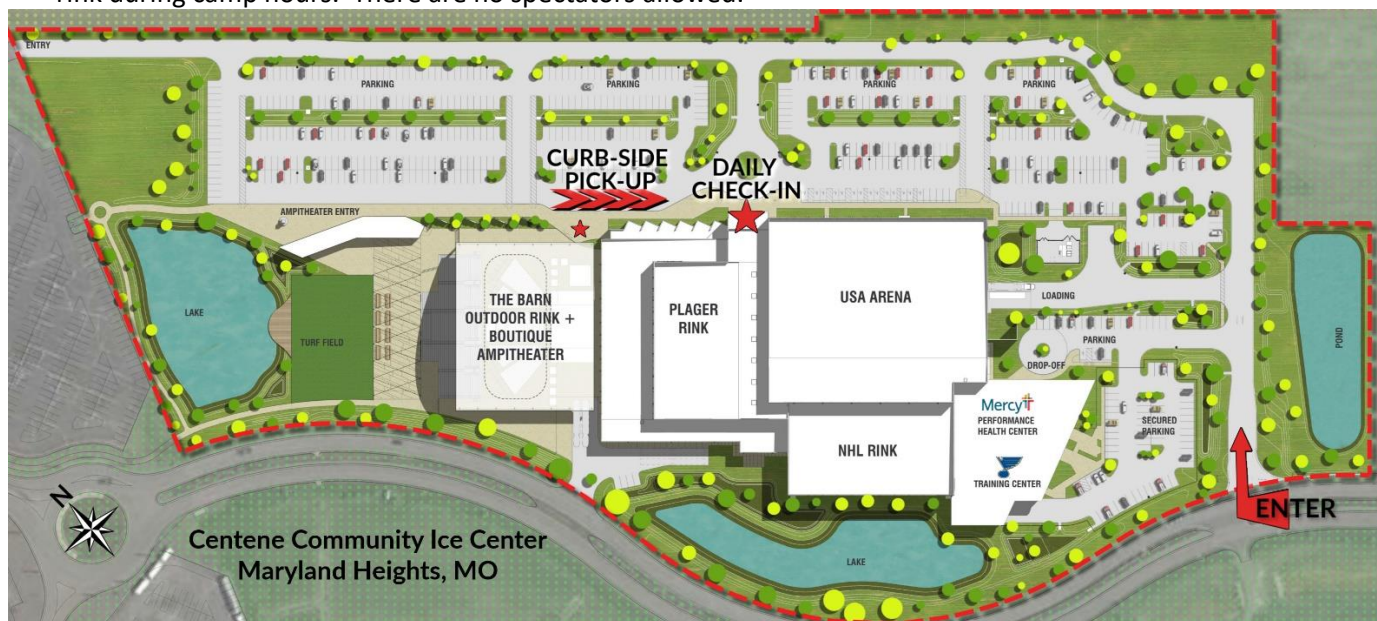 rink during camp hours. There are no spectators allowed.
ENTRY
PARKING
PARKING
PARKING
PARKING
CURB-SIDE
PICK-UP
DAILY
CHECK-IN
AMPITHEATER ENTRY
LAKE
TURF FIELD
THE BARN
OUTDOOR RINK +
BOUTIQUE
AMPITHEATER
PLAGER
RINK
USA ARENA
LOADING
PARKING
DROP-OFF
POND
Mercy
PERFORMANCE
HEALTH CENTER
SECURED
PARKING
NHL RINK
TRAINING CENTER
ENTER
N
Centene Community Ice Center
Maryland Heights, MO
LAKE